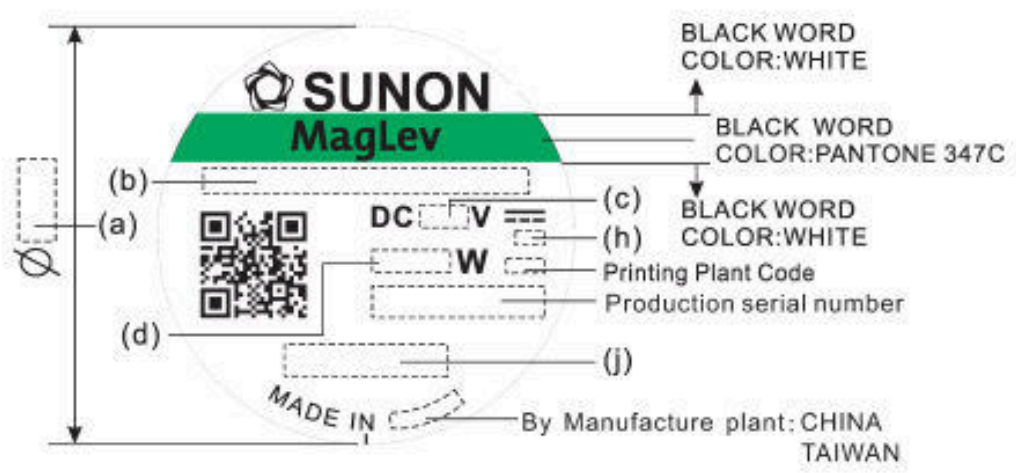 BLACK WORD
COLOR:WHITE
SUNON
MagLev
BLACK WORD
COLOR:PANTONE 347C
(b)
(a)
(c)
DC V
BLACK WORD
COLOR:WHITE
(h)
Ø
W
Printing Plant Code
Production serial number
(d)
(j)
MADE IN
By Manufacture plant: CHINA
TAIWAN